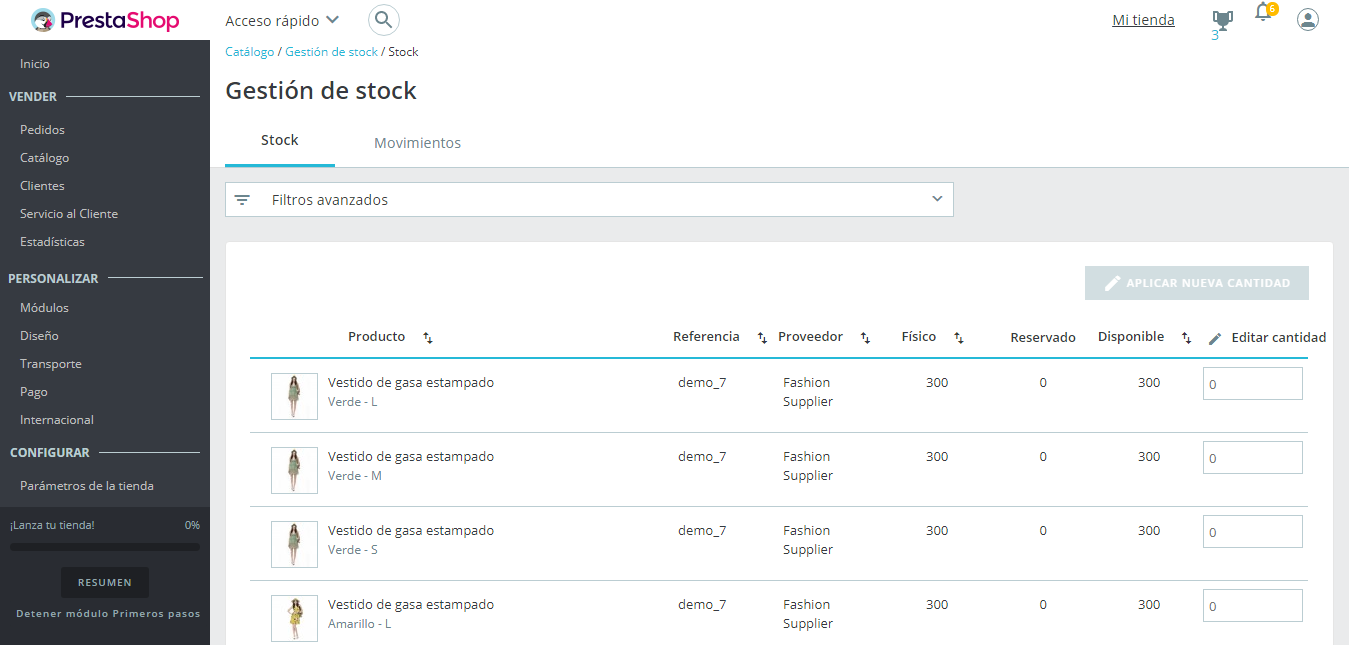 PrestaShop
Acceso rápido
Mi tienda
3
6
Inicio
VENDER
Pedidos
Catálogo
Clientes
Servicio al Cliente
Estadísticas
PERSONALIZAR
Módulos
Diseño
Transporte
Pago
Internacional
CONFIGURAR
Parámetros de la tienda
¡Lanza tu tienda! 0%
RESUMEN
Detener módulo Primeros pasos
Catálogo / Gestión de stock / Stock
Gestión de stock
Stock Movimientos
Filtros avanzados
APLICAR NUEVA CANTIDAD
Producto Referencia Proveedor Físico Reservado Disponible Editar cantidad
Vestido de gasa estampado demo_7 Fashion 300 0 300 0
Verde - L Supplier
Vestido de gasa estampado demo_7 Fashion 300 0 300 0
Verde - M Supplier
Vestido de gasa estampado demo_7 Fashion 300 0 300 0
Verde - S Supplier
Vestido de gasa estampado demo_7 Fashion 300 0 300 0
Amarillo - L Supplier